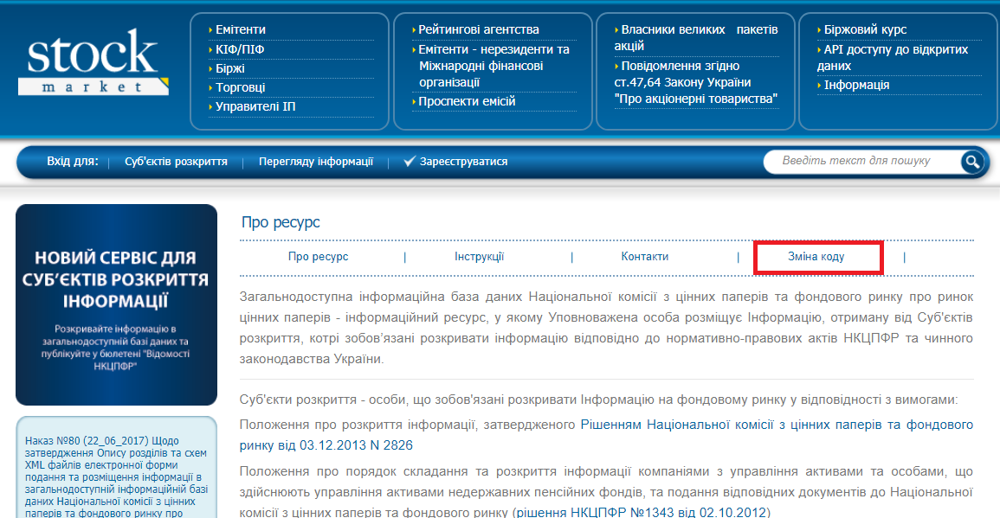 stock
market
Емітенти
КІФ/ПІФ
Біржі
Торговці
Управителі ІП
Рейтингові агентства
Емітенти - нерезиденти та
Міжнародні фінансові
організації
Проспекти емісій
Власники великих пакетів
акцій
Повідомлення згідно
ст.47,64 Закону України
"Про акціонерні товариства"
Біржовий курс
API доступу до відкритих
даних
Інформація
Вхід для: | Суб'єктів розкриття | Перегляду інформації | Зареєструватися
Введіть текст для пошуку
НОВИЙ СЕРВІС ДЛЯ
СУБ’ЄКТІВ РОЗКРИТТЯ
ІНФОРМАЦІЇ
Розкривайте інформацію в
загальнодоступній базі даних та
публікуйте у бюлетені "Відомості
НКЦПФР"
Наказ №80 (22_06_2017) Щодо
затвердження Опису розділів та схем
XML файлів електронної форми
подання та розміщення інформації в
загальнодоступній інформаційній базі
даних Національної комісії з цінних
паперів та фондового ринку про
Про ресурс
Про ресурс | Інструкції | Контакти | Зміна коду |
Загальнодоступна інформаційна база даних Національної комісії з цінних паперів та фондового ринку про ринок
цінних паперів - інформаційний ресурс, у якому Уповноважена особа розміщує Інформацію, отриману від Суб'єктів
розкриття, котрі зобов’язані розкривати інформацію відповідно до нормативно-правових актів НКЦПФР та чинного
законодавства України.
Суб'єкти розкриття - особи, що зобов'язані розкривати Інформацію на фондовому ринку у відповідності з вимогами:
Положення про розкриття інформації, затвердженого Рішенням Національної комісії з цінних паперів та фондового
ринку від 03.12.2013 N 2826
Положення про порядок складання та розкриття інформації компаніями з управління активами та особами, що
здійснюють управління активами недержавних пенсійних фондів, та подання відповідних документів до Національної
комісії з цінних паперів та фондового ринку (рішення НКЦПФР №1343 від 02.10.2012)